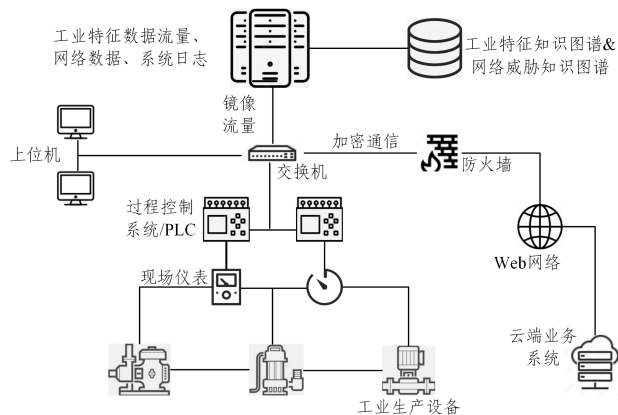 工业特征数据流量、
网络数据、系统日志
工业特征知识图谱&
网络威胁知识图谱
镜像
流量
上位机
交换机
加密通信
防火墙
过程控制
系统/PLC
Web网络
现场仪表
云端业务
系统
工业生产设备